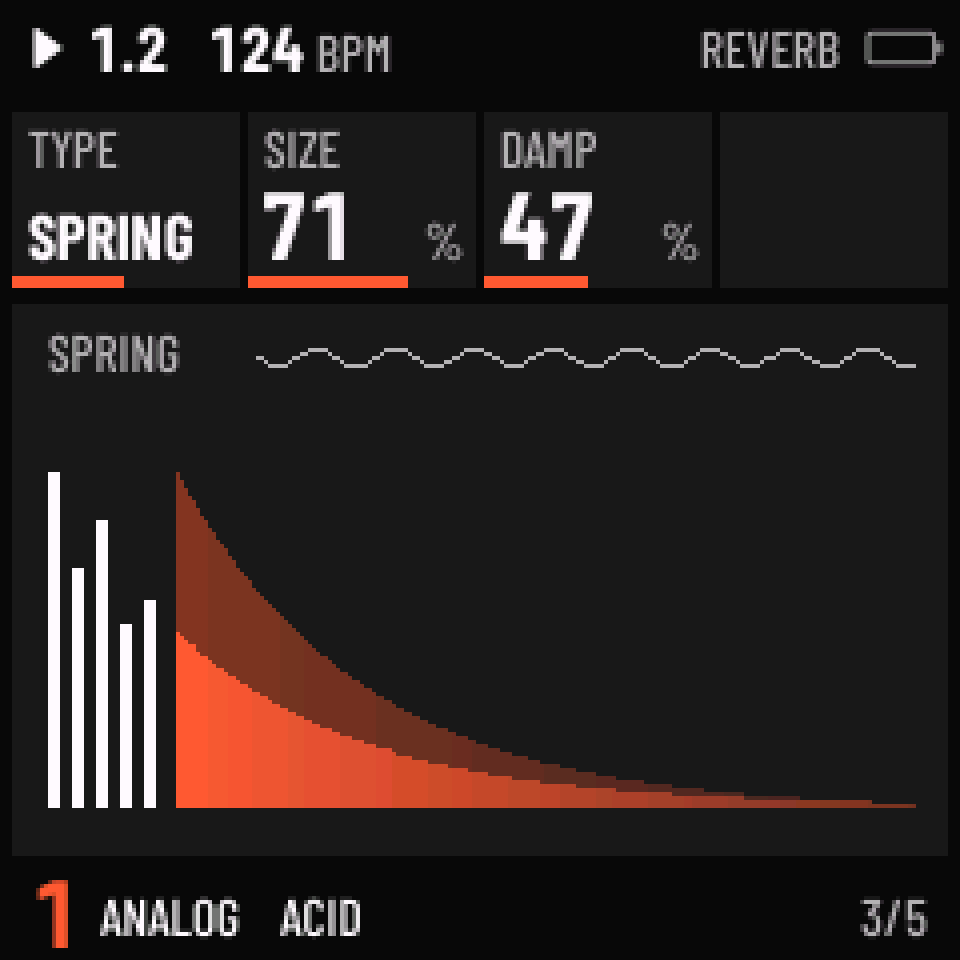 1.2 124 BPM REVERB
TYPE SIZE DAMP
SPRING 71 % 47 %
SPRING
1 ANALOG ACID 3/5